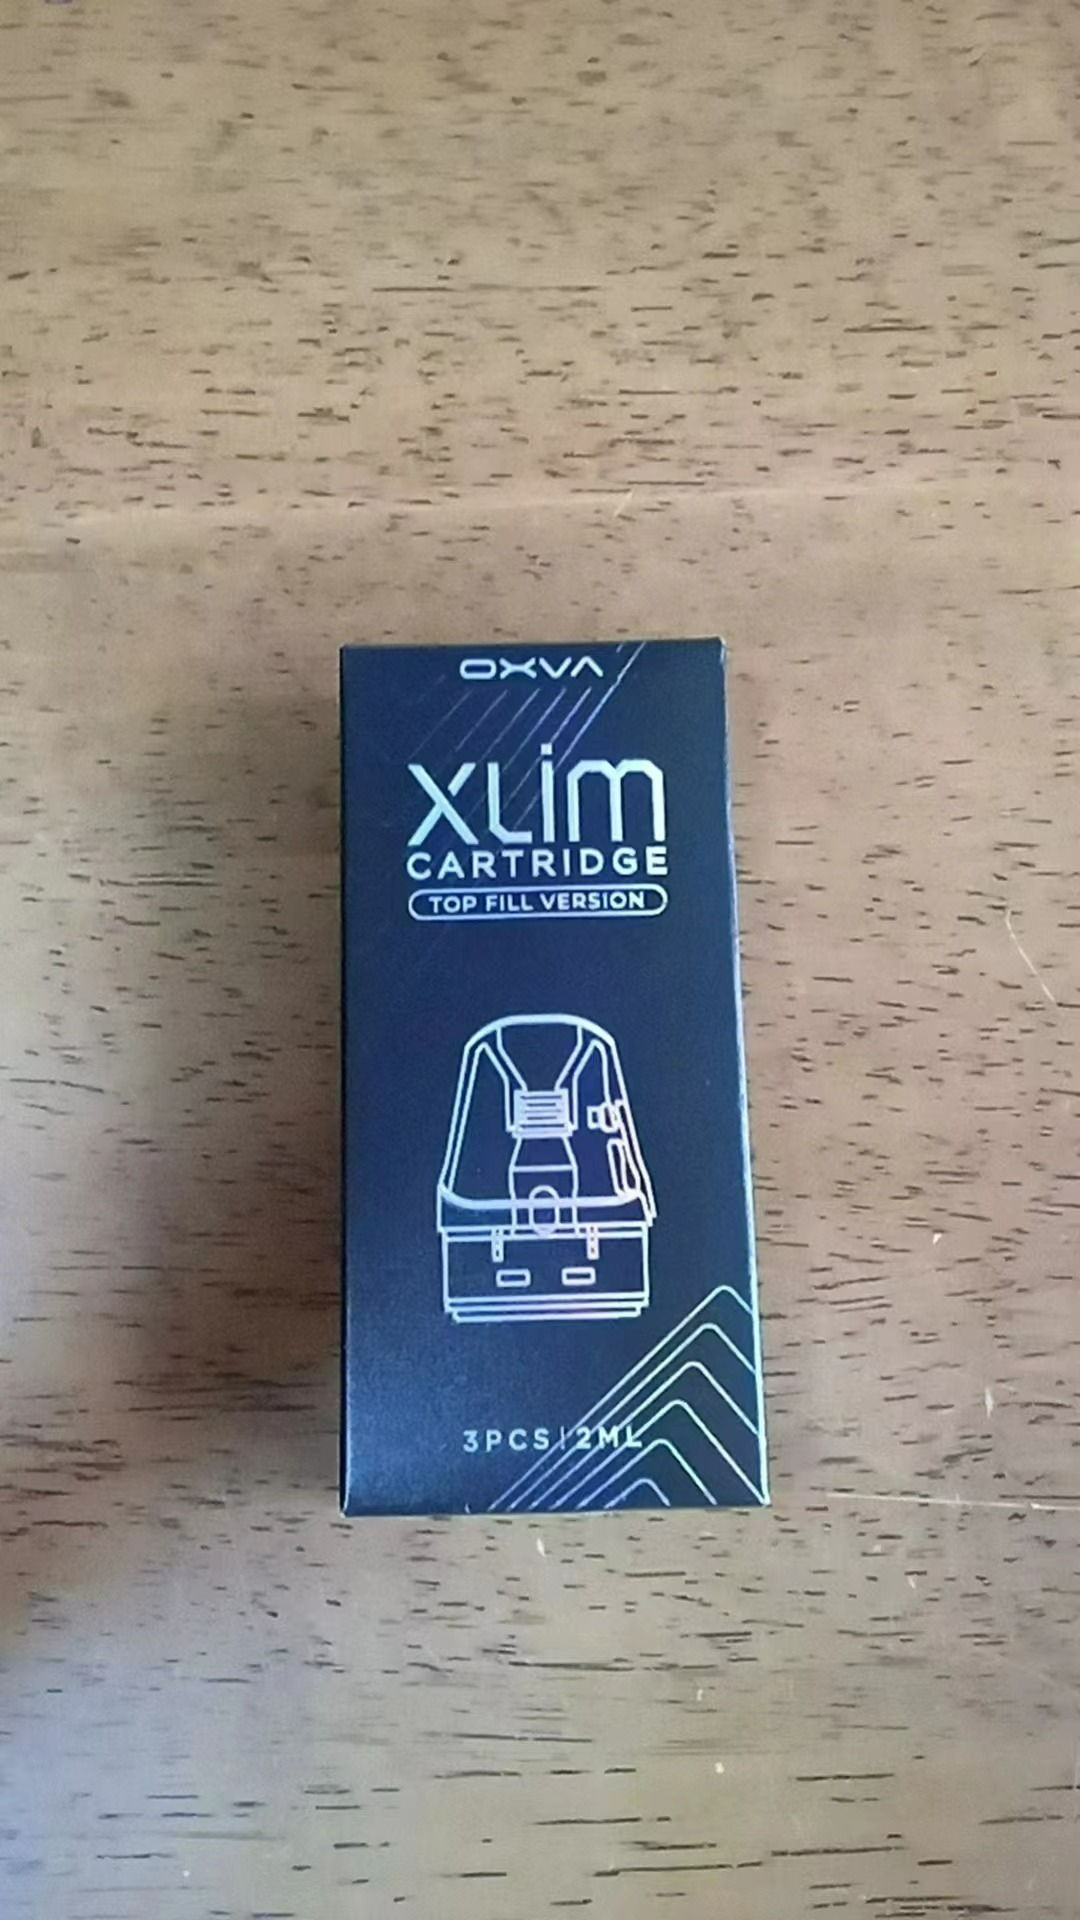 OXVA
XLIM
CARTRIDGE
TOP FILL VERSION
3PCS | 2ML